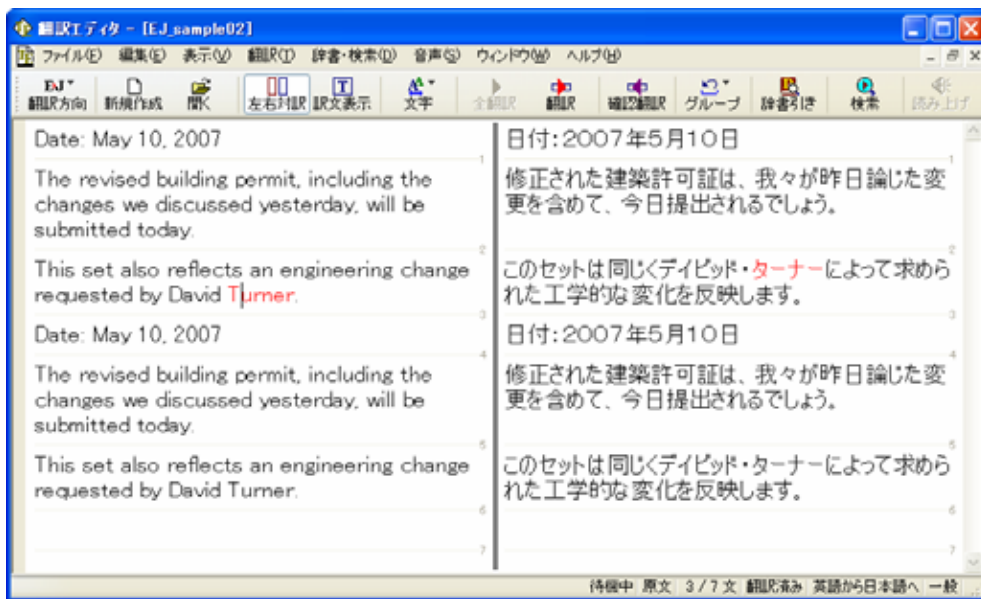 翻訳エディタ - [EJ_sample02]
ファイル(F) 編集(E) 表示(V) 翻訳(T) 辞書・検索(D) 音声(S) ウィンドウ(W) ヘルプ(H)
EJ
翻訳方向 新規作成 開く 左右対訳 訳文表示 文字 全翻訳 翻訳 確認翻訳 グループ 辞書引き 検索 読み上げ
Date: May 10, 2007
日付:2007年5月10日
1 1
The revised building permit, including the
changes we discussed yesterday, will be
submitted today.
修正された建築許可証は、我々が昨日論じた変
更を含めて、今日提出されるでしょう。
2 2
This set also reflects an engineering change
requested by David Turner.
このセットは同じくデイビッド・ターナーによって求めら
れた工学的な変化を反映します。
3 3
Date: May 10, 2007
日付:2007年5月10日
4 4
The revised building permit, including the
changes we discussed yesterday, will be
submitted today.
修正された建築許可証は、我々が昨日論じた変
更を含めて、今日提出されるでしょう。
5 5
This set also reflects an engineering change
requested by David Turner.
このセットは同じくデイビッド・ターナーによって求めら
れた工学的な変化を反映します。
6 6
7 7
待機中 原文 3/7文 翻訳済み 英語から日本語へ 一般